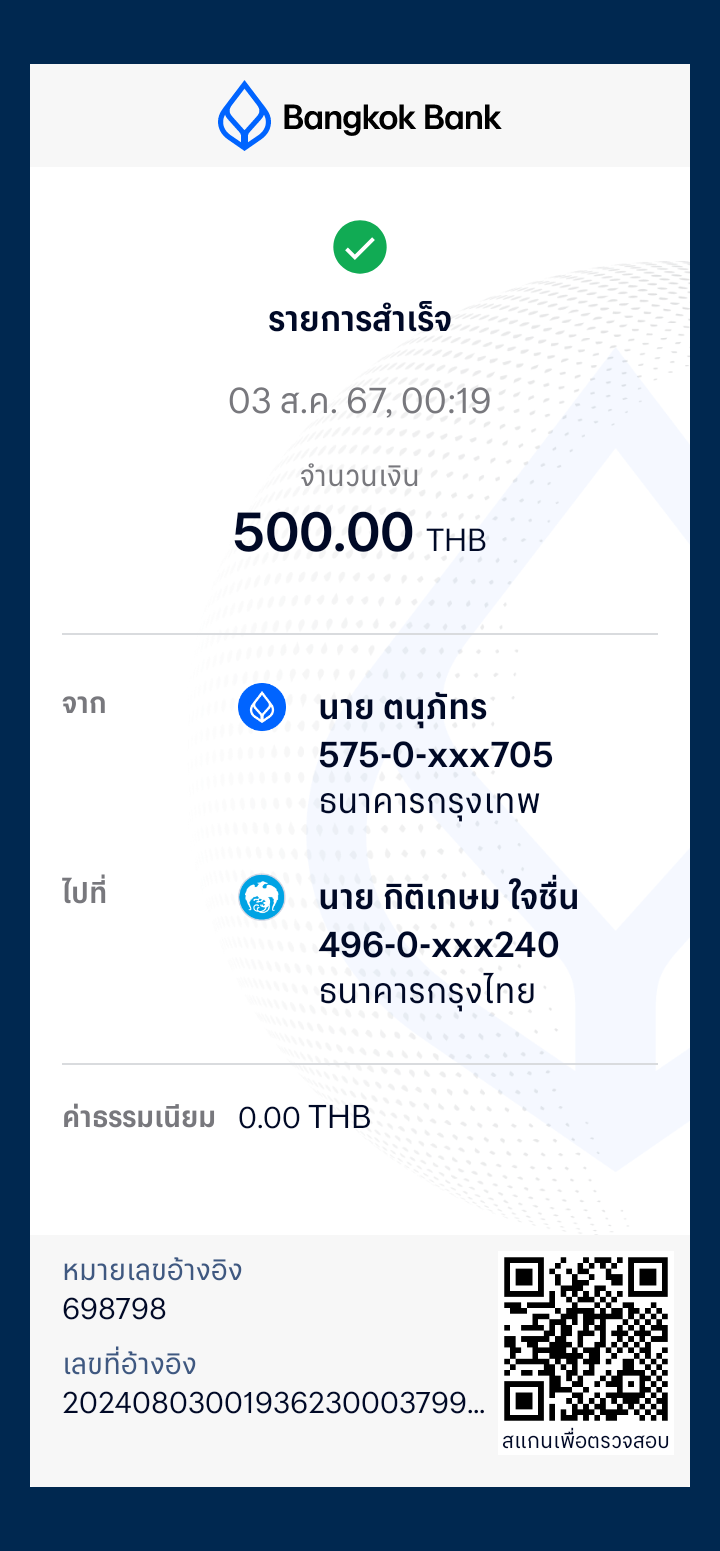 Bangkok Bank
รายการสำเร็จ
03 ส.ค. 67, 00:19
จำนวนเงิน
500.00 THB
จาก
นาย ตนุภัทร
575-0-xxx705
ธนาคารกรุงเทพ
ไปที่
นาย กิติเกษม ใจชื่น
496-0-xxx240
ธนาคารกรุงไทย
ค่าธรรมเนียม 0.00 THB
หมายเลขอ้างอิง
698798
เลขที่อ้างอิง
20240803001936230003799...
สแกนเพื่อตรวจสอบ